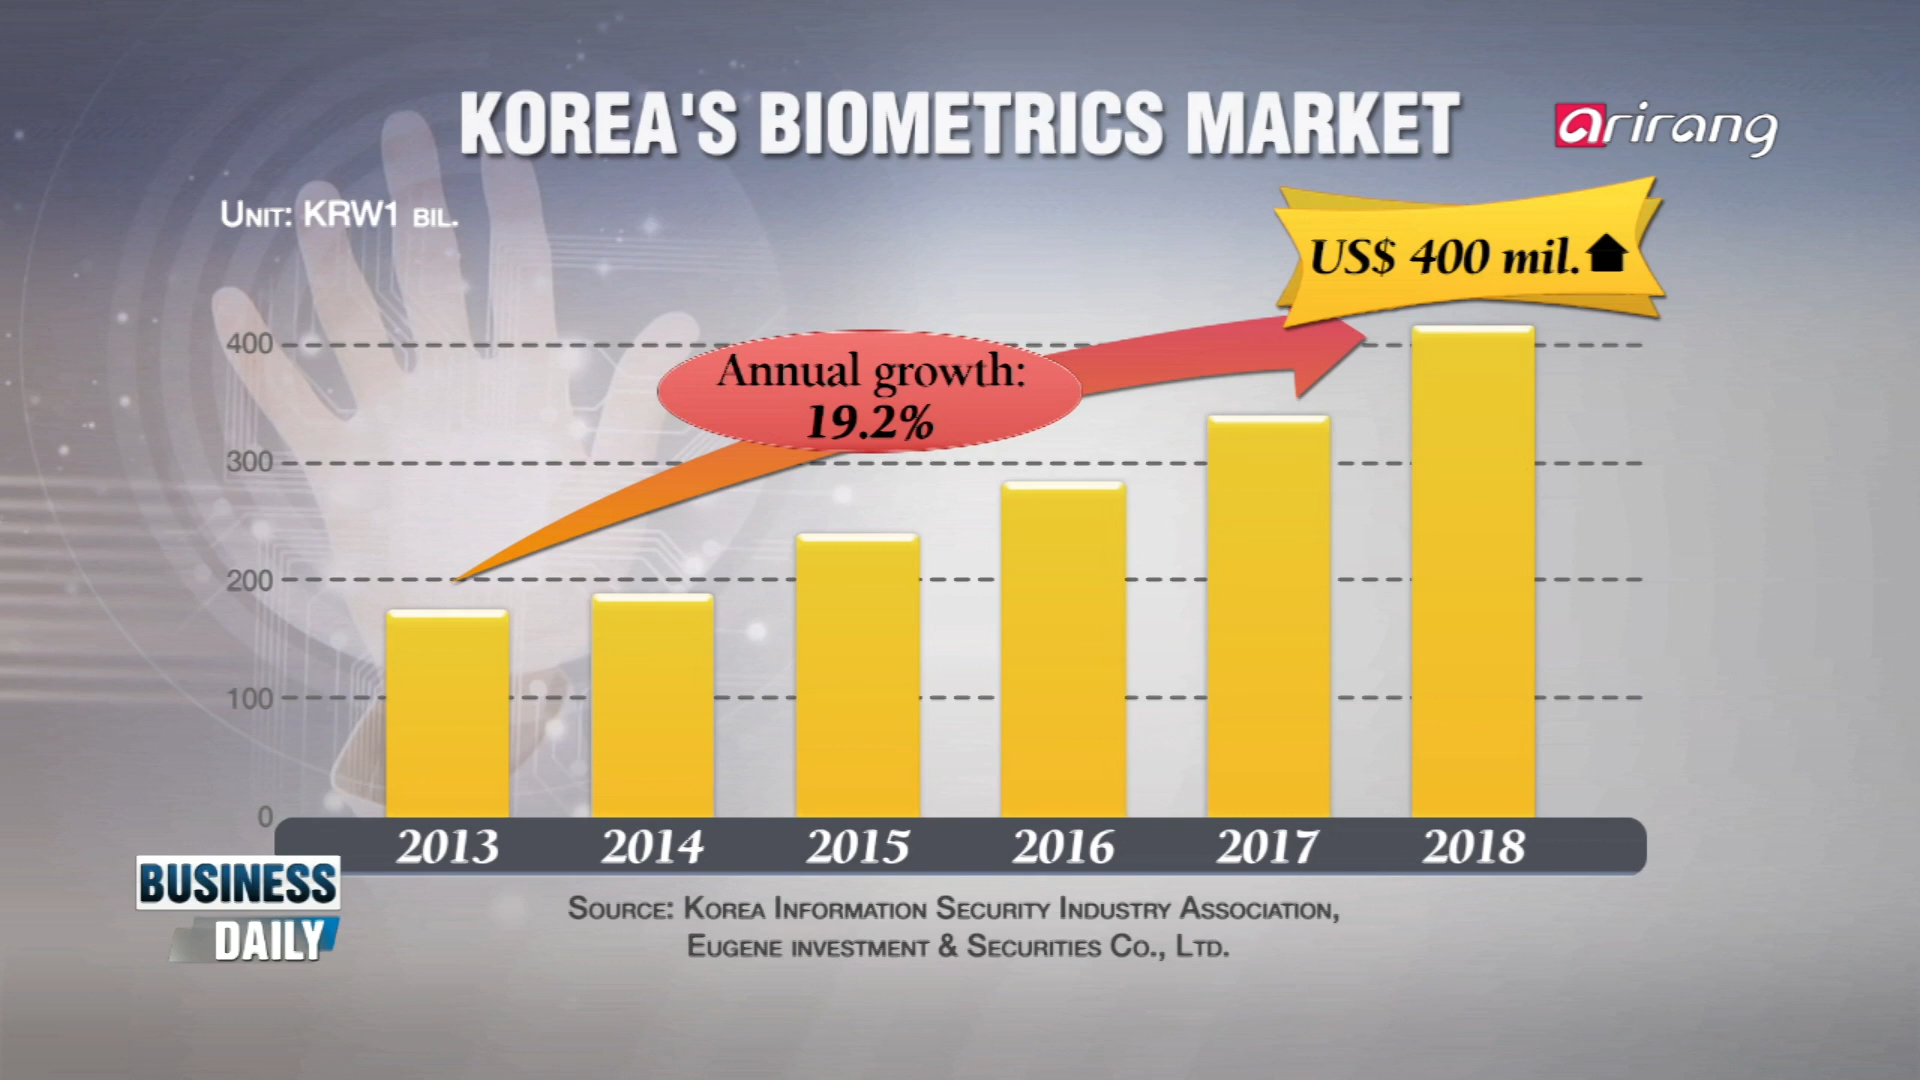 KOREA'S BIOMETRICS MARKET
arirang
UNIT: KRW1 BIL.
US$ 400 mil.
400
Annual growth:
19.2%
300
200
100
0
2013 2014 2015 2016 2017 2018
BUSINESS
DAILY
SOURCE: KOREA INFORMATION SECURITY INDUSTRY ASSOCIATION,
EUGENE INVESTMENT & SECURITIES CO., LTD.